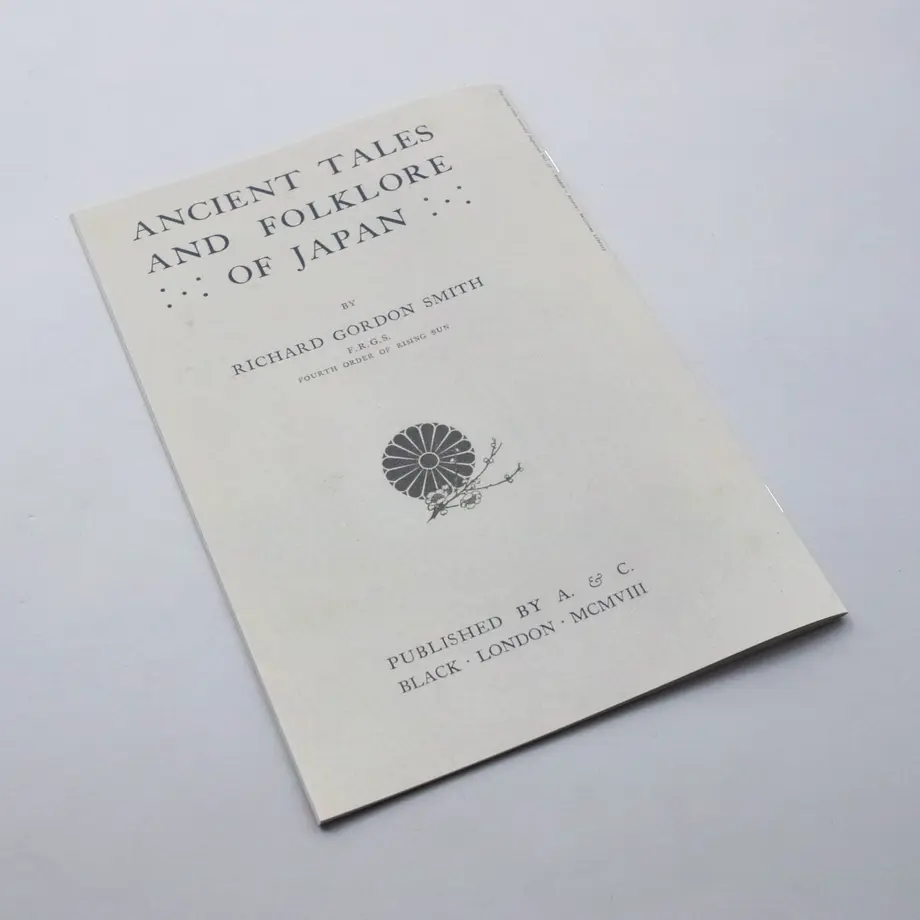 ANCIENT TALES
AND FOLKLORE
OF JAPAN
BY
RICHARD GORDON SMITH
F.R.G.S.
FOURTH ORDER OF RISING SUN
PUBLISHED BY A. & C.
BLACK · LONDON · MCMVIII